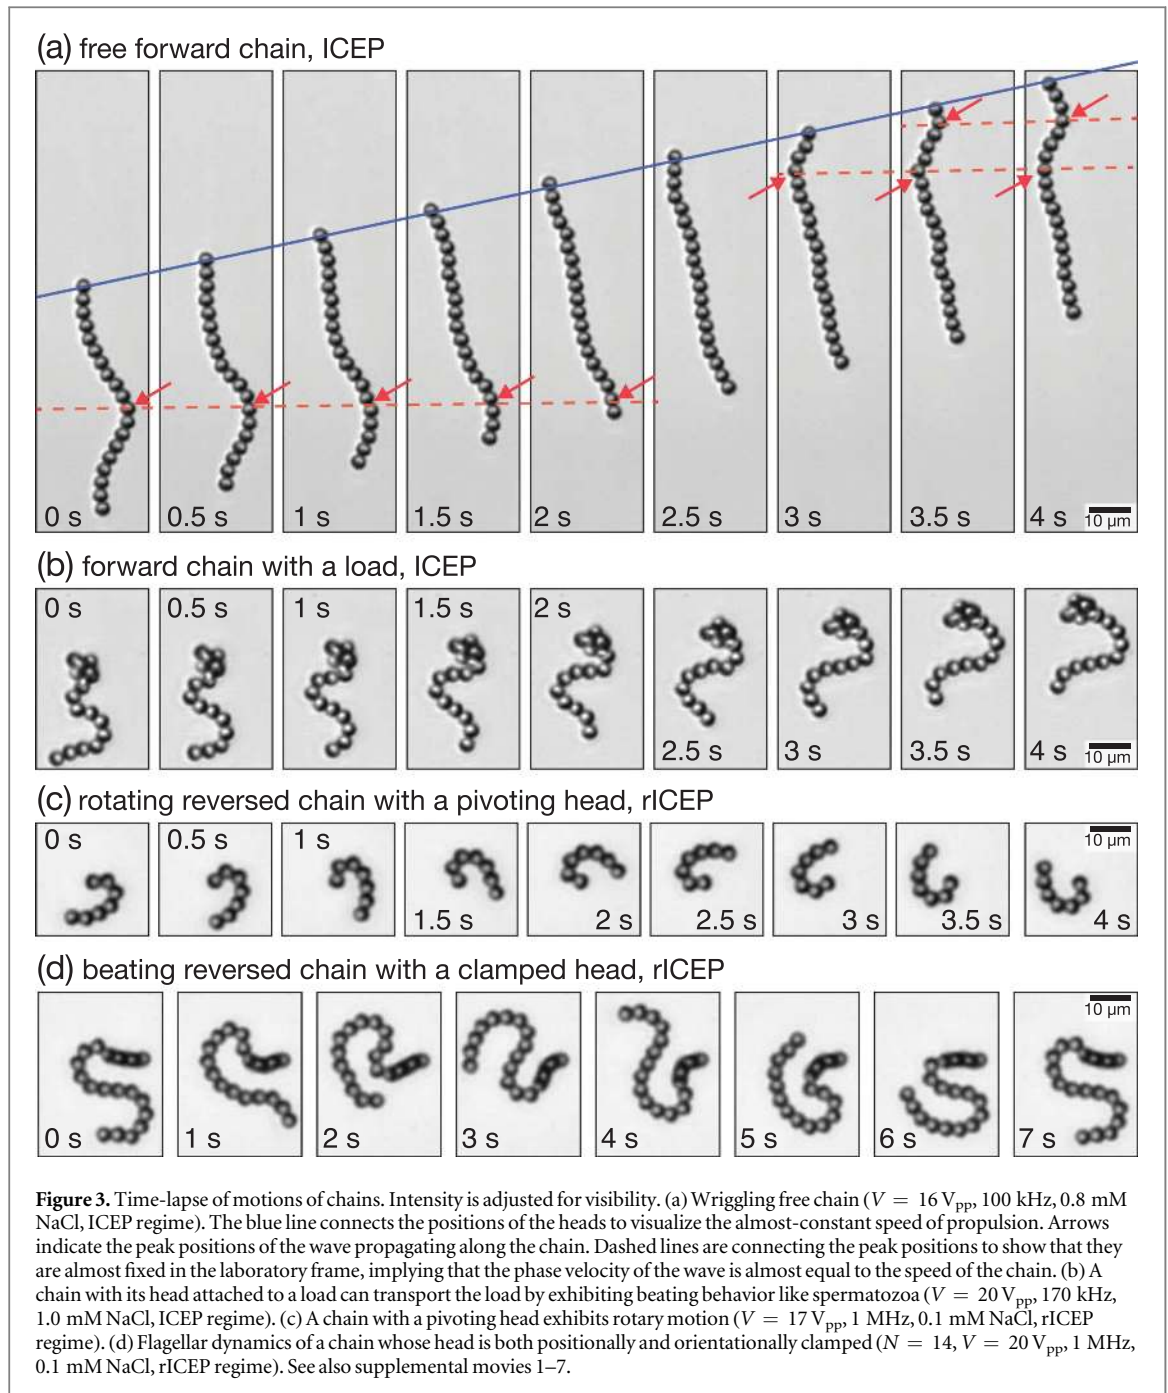 (a) free forward chain, ICEP
0 s
0.5 s
1 s
1.5 s
2 s
2.5 s
3 s
3.5 s
4 s
10 μm
(b) forward chain with a load, ICEP
0 s
0.5 s
1 s
1.5 s
2 s
2.5 s
3 s
3.5 s
4 s
10 μm
(c) rotating reversed chain with a pivoting head, rICEP
0 s
0.5 s
1 s
1.5 s
2 s
2.5 s
3 s
3.5 s
4 s
10 μm
(d) beating reversed chain with a clamped head, rICEP
0 s
1 s
2 s
3 s
4 s
5 s
6 s
7 s
10 μm
Figure 3. Time-lapse of motions of chains. Intensity is adjusted for visibility. (a) Wriggling free chain (V = 16 Vpp, 100 kHz, 0.8 mM
NaCl, ICEP regime). The blue line connects the positions of the heads to visualize the almost-constant speed of propulsion. Arrows
indicate the peak positions of the wave propagating along the chain. Dashed lines are connecting the peak positions to show that they
are almost fixed in the laboratory frame, implying that the phase velocity of the wave is almost equal to the speed of the chain. (b) A
chain with its head attached to a load can transport the load by exhibiting beating behavior like spermatozoa (V = 20 Vpp, 170 kHz,
1.0 mM NaCl, ICEP regime). (c) A chain with a pivoting head exhibits rotary motion (V = 17 Vpp, 1 MHz, 0.1 mM NaCl, rICEP
regime). (d) Flagellar dynamics of a chain whose head is both positionally and orientationally clamped (N = 14, V = 20 Vpp, 1 MHz,
0.1 mM NaCl, rICEP regime). See also supplemental movies 1–7.